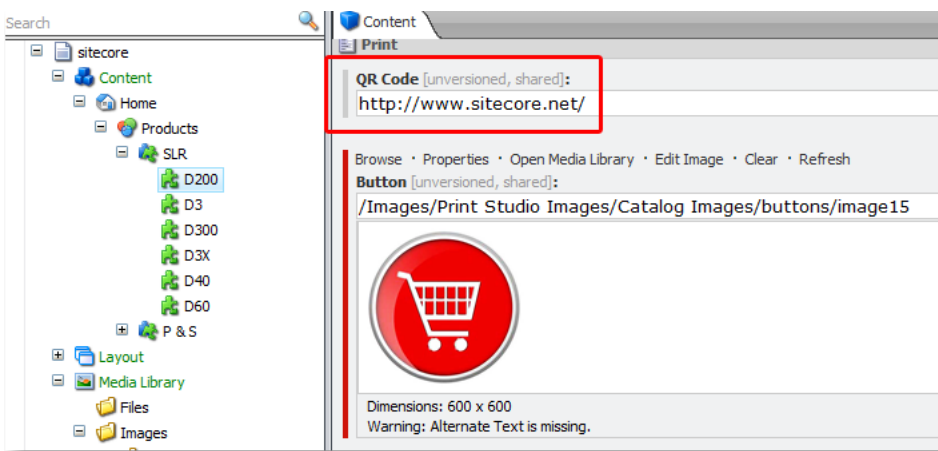 Search
sitecore
Content
Home
Products
SLR
D200
D3
D300
D3X
D40
D60
P & S
Layout
Media Library
Files
Images
Content
Print
QR Code [unversioned, shared]:
http://www.sitecore.net/
Browse · Properties · Open Media Library · Edit Image · Clear · Refresh
Button [unversioned, shared]:
/Images/Print Studio Images/Catalog Images/buttons/image15
Dimensions: 600 x 600
Warning: Alternate Text is missing.